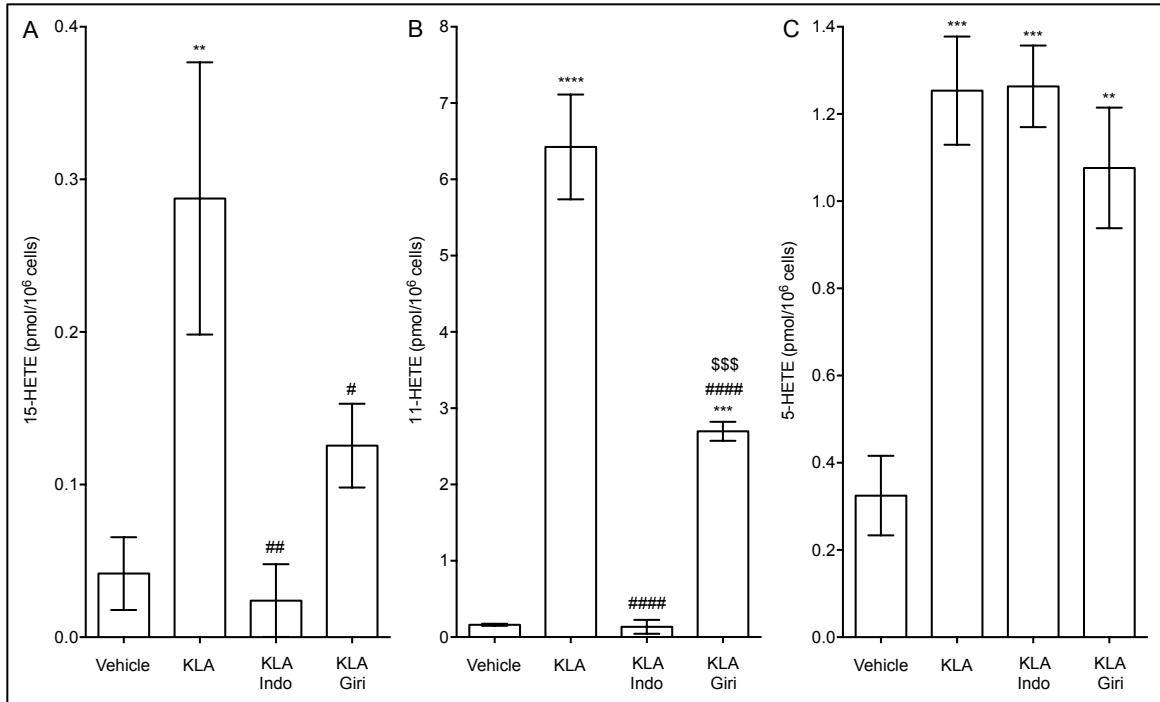 A
15-HETE (pmol/10⁶ cells)
0.4
0.3
0.2
0.1
0.0
**
##
#
Vehicle
KLA
KLA
Indo
KLA
Giri
B
11-HETE (pmol/10⁶ cells)
8
7
6
5
4
3
2
1
0
****
####
$$$
####
***
Vehicle
KLA
KLA
Indo
KLA
Giri
C
5-HETE (pmol/10⁶ cells)
1.4
1.2
1.0
0.8
0.6
0.4
0.2
0.0
***
***
**
Vehicle
KLA
KLA
Indo
KLA
Giri